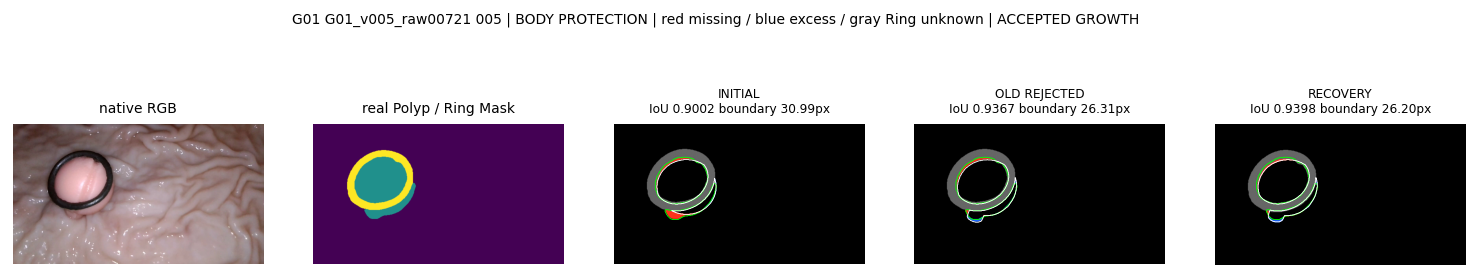 G01 G01_v005_raw00721 005 | BODY PROTECTION | red missing / blue excess / gray Ring unknown | ACCEPTED GROWTH
native RGB
real Polyp / Ring Mask
INITIAL
IoU 0.9002 boundary 30.99px
OLD REJECTED
IoU 0.9367 boundary 26.31px
RECOVERY
IoU 0.9398 boundary 26.20px